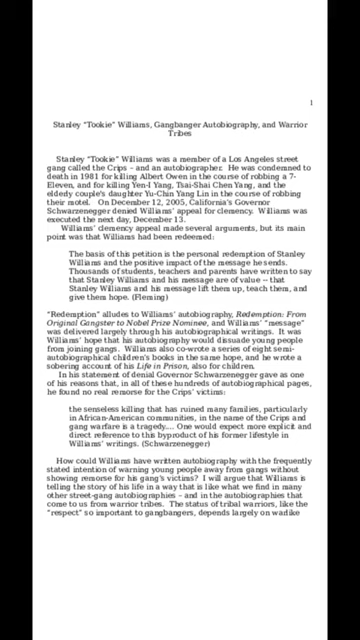 1
Stanley "Tookie" Williams, Gangbanger Autobiography, and Warrior
Tribes
Stanley "Tookie" Williams was a member of a Los Angeles street
gang called the Crips – and an autobiographer. He was condemned to
death in 1981 for killing Albert Owen in the course of robbing a 7-
Eleven, and for killing Yen-I Yang, Tsai-Shai Chen Yang, and the
elderly couple's daughter Yu-Chin Yang Lin in the course of robbing
their motel. On December 12, 2005, California's Governor
Schwarzenegger denied Williams' appeal for clemency. Williams was
executed the next day, December 13.
Williams' clemency appeal made several arguments, but its main
point was that Williams had been redeemed:
The basis of this petition is the personal redemption of Stanley
Williams and the positive impact of the message he sends.
Thousands of students, teachers and parents have written to say
that Stanley Williams and his message are of value -- that
Stanley Williams and his message lift them up, teach them, and
give them hope. (Fleming)
"Redemption" alludes to Williams' autobiography, Redemption: From
Original Gangster to Nobel Prize Nominee, and Williams' "message"
was delivered largely through his autobiographical writings. It was
Williams' hope that his autobiography would dissuade young people
from joining gangs. Williams also co-wrote a series of eight semi-
autobiographical children's books in the same hope, and he wrote a
sobering account of his Life in Prison, also for children.
In his statement of denial Governor Schwarzenegger gave as one
of his reasons that, in all of these hundreds of autobiographical pages,
he found no real remorse for the Crips' victims:
the senseless killing that has ruined many families, particularly
in African-American communities, in the name of the Crips and
gang warfare is a tragedy.... One would expect more explicit and
direct reference to this byproduct of his former lifestyle in
Williams' writings. (Schwarzenegger)
How could Williams have written autobiography with the frequently
stated intention of warning young people away from gangs without
showing remorse for his gang's victims? I will argue that Williams is
telling the story of his life in a way that is like what we find in many
other street-gang autobiographies – and in the autobiographies that
come to us from warrior tribes. The status of tribal warriors, like the
"respect" so important to gangbangers, depends largely on warlike